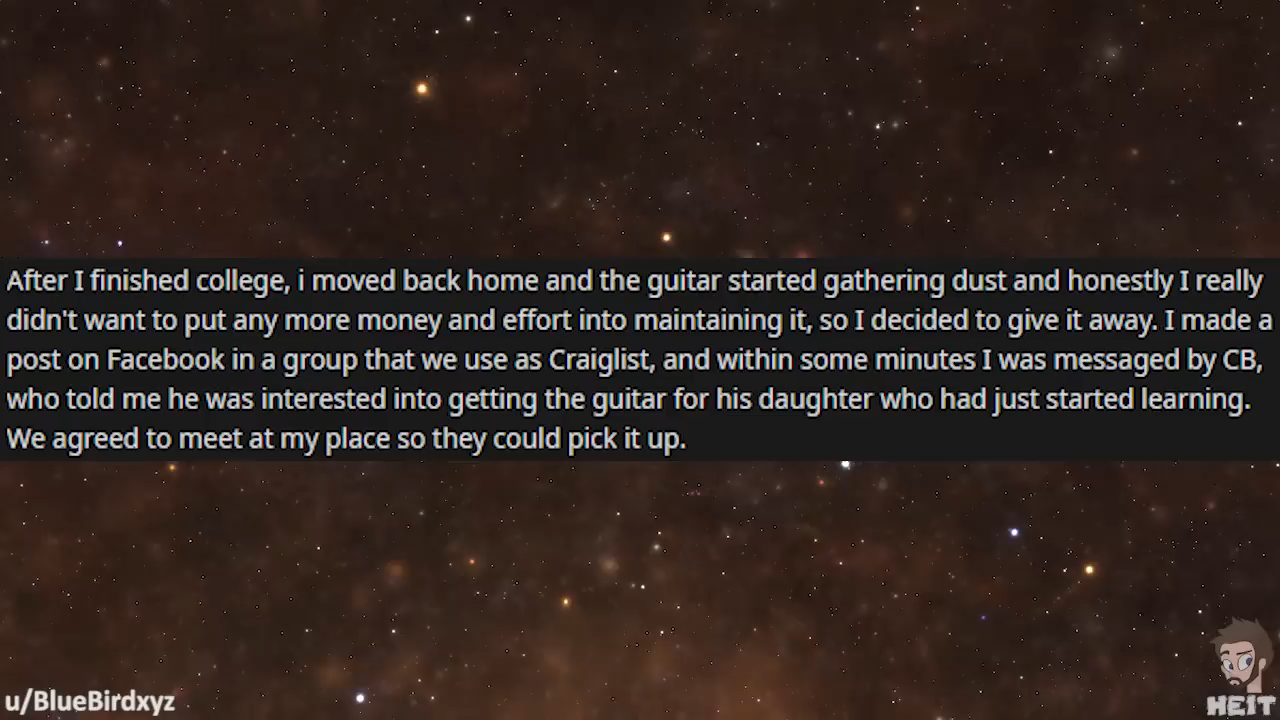 After I finished college, i moved back home and the guitar started gathering dust and honestly I really
didn't want to put any more money and effort into maintaining it, so I decided to give it away. I made a
post on Facebook in a group that we use as Craiglist, and within some minutes I was messaged by CB,
who told me he was interested into getting the guitar for his daughter who had just started learning.
We agreed to meet at my place so they could pick it up.
u/BlueBirdxyz
HEIT